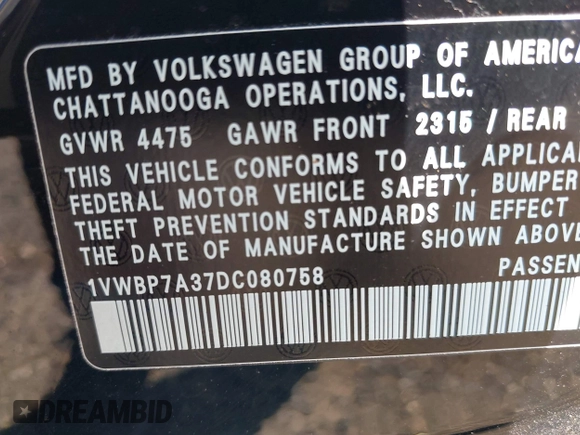 MFD BY VOLKSWAGEN GROUP OF AMERICA
CHATTANOOGA OPERATIONS, LLC.
GVWR 4475 GAWR FRONT 2315 / REAR
THIS VEHICLE CONFORMS TO ALL APPLICA
FEDERAL MOTOR VEHICLE SAFETY, BUMPER
THEFT PREVENTION STANDARDS IN EFFECT
THE DATE OF MANUFACTURE SHOWN ABOVE
1VWBP7A37DC080758 PASSEN
DREAMBID